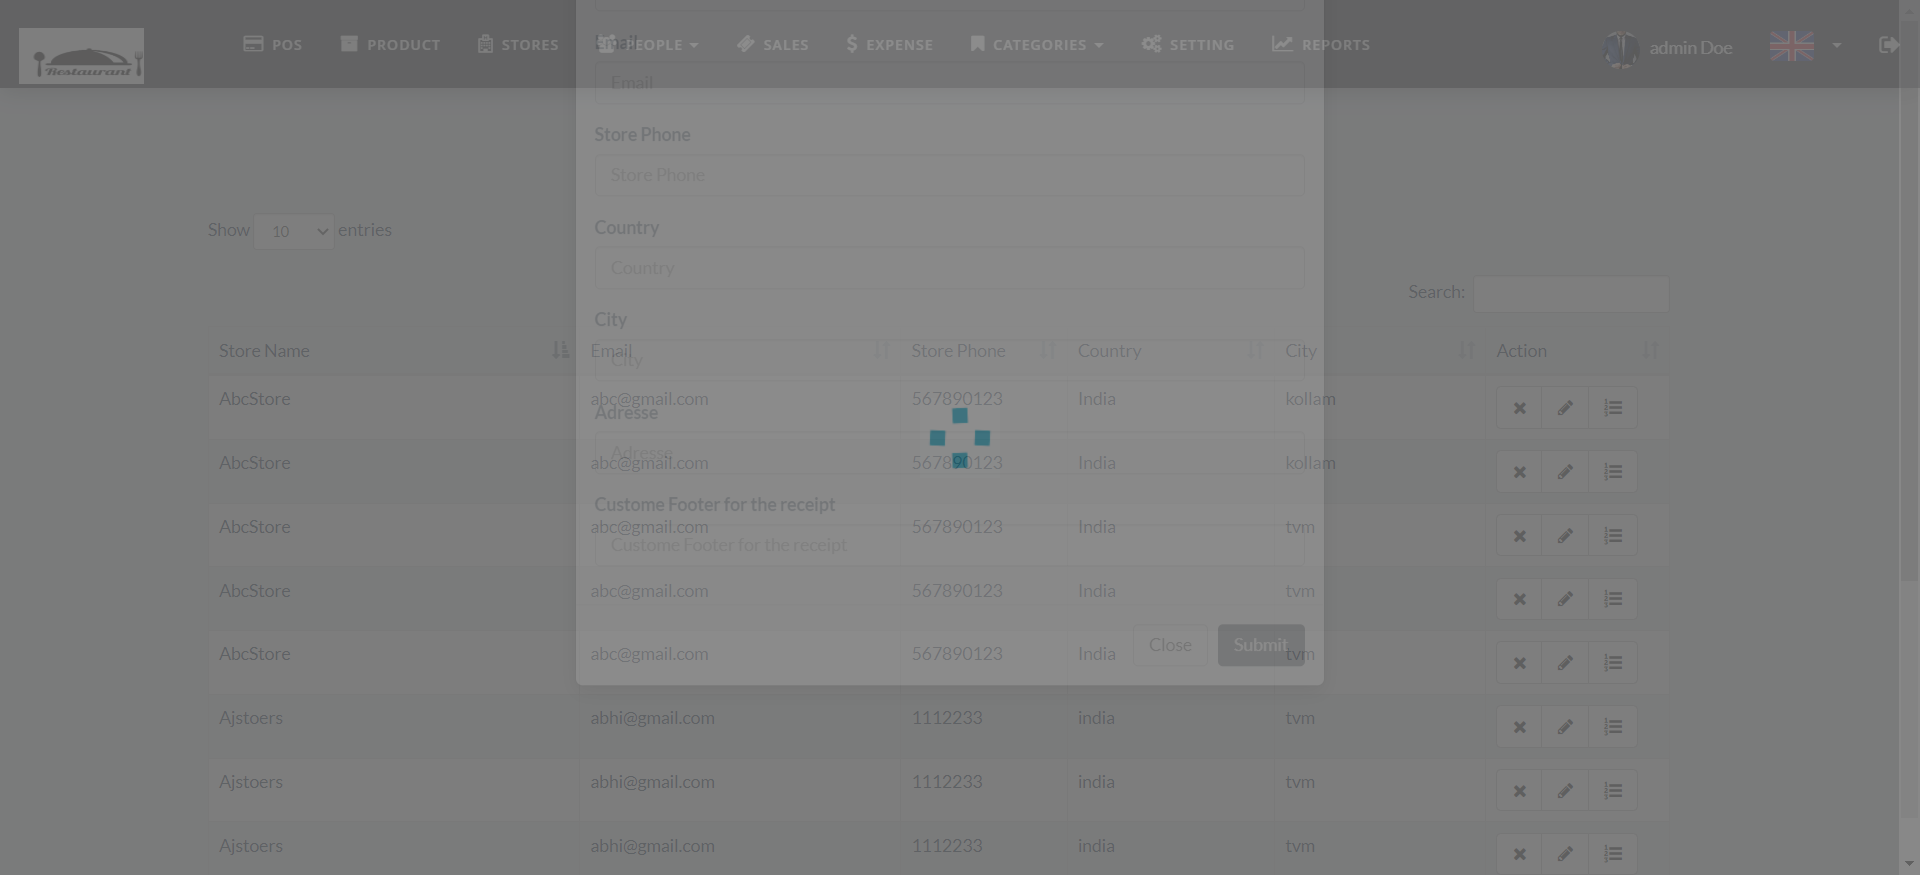 Restaurant
POS PRODUCT STORES PEOPLE SALES EXPENSE CATEGORIES SETTING REPORTS
admin Doe
Email
Email
Store Phone
Store Phone
Country
Country
City
City
Adresse
Adresse
Custome Footer for the receipt
Custome Footer for the receipt
Close Submit
Show 10 entries
Search:
Store Name Email Store Phone Country City Action
AbcStore abc@gmail.com 567890123 India kollam
AbcStore abc@gmail.com 567890123 India kollam
AbcStore abc@gmail.com 567890123 India tvm
AbcStore abc@gmail.com 567890123 India tvm
AbcStore abc@gmail.com 567890123 India tvm
Ajstoers abhi@gmail.com 1112233 india tvm
Ajstoers abhi@gmail.com 1112233 india tvm
Ajstoers abhi@gmail.com 1112233 india tvm